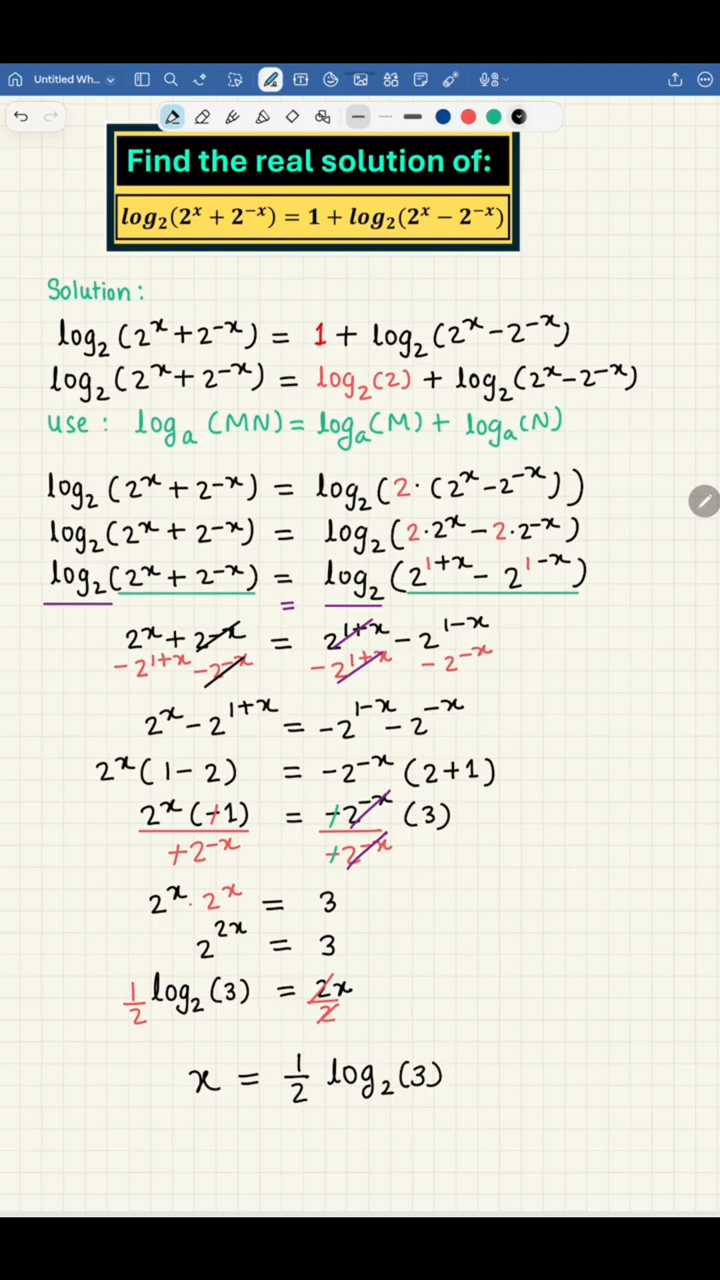 Untitled Wh...
Find the real solution of:
log₂(2ˣ + 2⁻ˣ) = 1 + log₂(2ˣ − 2⁻ˣ)
Solution:
log₂(2ˣ+2⁻ˣ) = 1 + log₂(2ˣ−2⁻ˣ)
log₂(2ˣ+2⁻ˣ) = log₂(2) + log₂(2ˣ−2⁻ˣ)
use: logₐ(MN) = logₐ(M) + logₐ(N)
log₂(2ˣ+2⁻ˣ) = log₂(2·(2ˣ−2⁻ˣ))
log₂(2ˣ+2⁻ˣ) = log₂(2·2ˣ−2·2⁻ˣ)
log₂(2ˣ+2⁻ˣ) = log₂(2¹⁺ˣ−2¹⁻ˣ)
=
2ˣ+2⁻ˣ = 2¹⁺ˣ−2¹⁻ˣ
−2¹⁺ˣ−2⁻ˣ −2¹⁺ˣ −2⁻ˣ
2ˣ−2¹⁺ˣ = −2¹⁻ˣ−2⁻ˣ
2ˣ(1−2) = −2⁻ˣ(2+1)
2ˣ(+1) = +2⁻ˣ(3)
+2⁻ˣ +2⁻ˣ
2ˣ·2ˣ = 3
2²ˣ = 3
1/2 log₂(3) = 2x/2
x = 1/2 log₂(3)